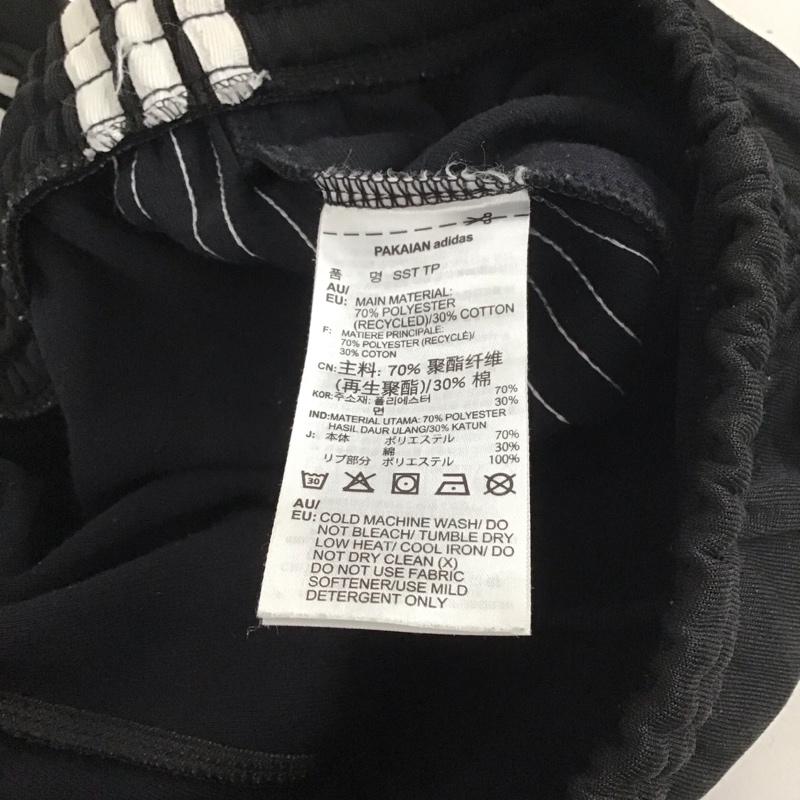 PAKAIAN adidas
품 명 SST TP
AU/
EU: MAIN MATERIAL:
70% POLYESTER
(RECYCLED)/30% COTTON
F: MATIERE PRINCIPALE:
70% POLYESTER (RECYCLÉ)/
30% COTON
CN: 主料: 70% 聚酯纤维
(再生聚酯)/30% 棉
KOR: 주소재: 폴리에스터 70%
면 30%
IND: MATERIAL UTAMA: 70% POLYESTER
HASIL DAUR ULANG/30% KATUN
J: 本体 ポリエステル 70%
綿 30%
リブ部分 ポリエステル 100%
30
AU/
EU: COLD MACHINE WASH/ DO
NOT BLEACH/ TUMBLE DRY
LOW HEAT/ COOL IRON/ DO
NOT DRY CLEAN (X)
DO NOT USE FABRIC
SOFTENER/USE MILD
DETERGENT ONLY